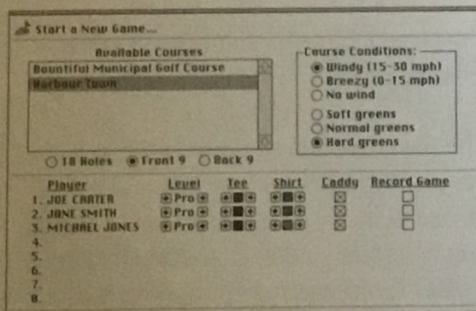 Start a New Game...
Available Courses
Bountiful Municipal Golf Course
Harbour Town
18 Holes Front 9 Back 9
Course Conditions:
Windy (15-30 mph)
Breezy (0-15 mph)
No wind
Soft greens
Normal greens
Hard greens
Player Level Tee Shirt Caddy Record Game
1. JOE CARTER Pro
2. JANE SMITH Pro
3. MICHAEL JONES Pro
4.
5.
6.
7.
8.